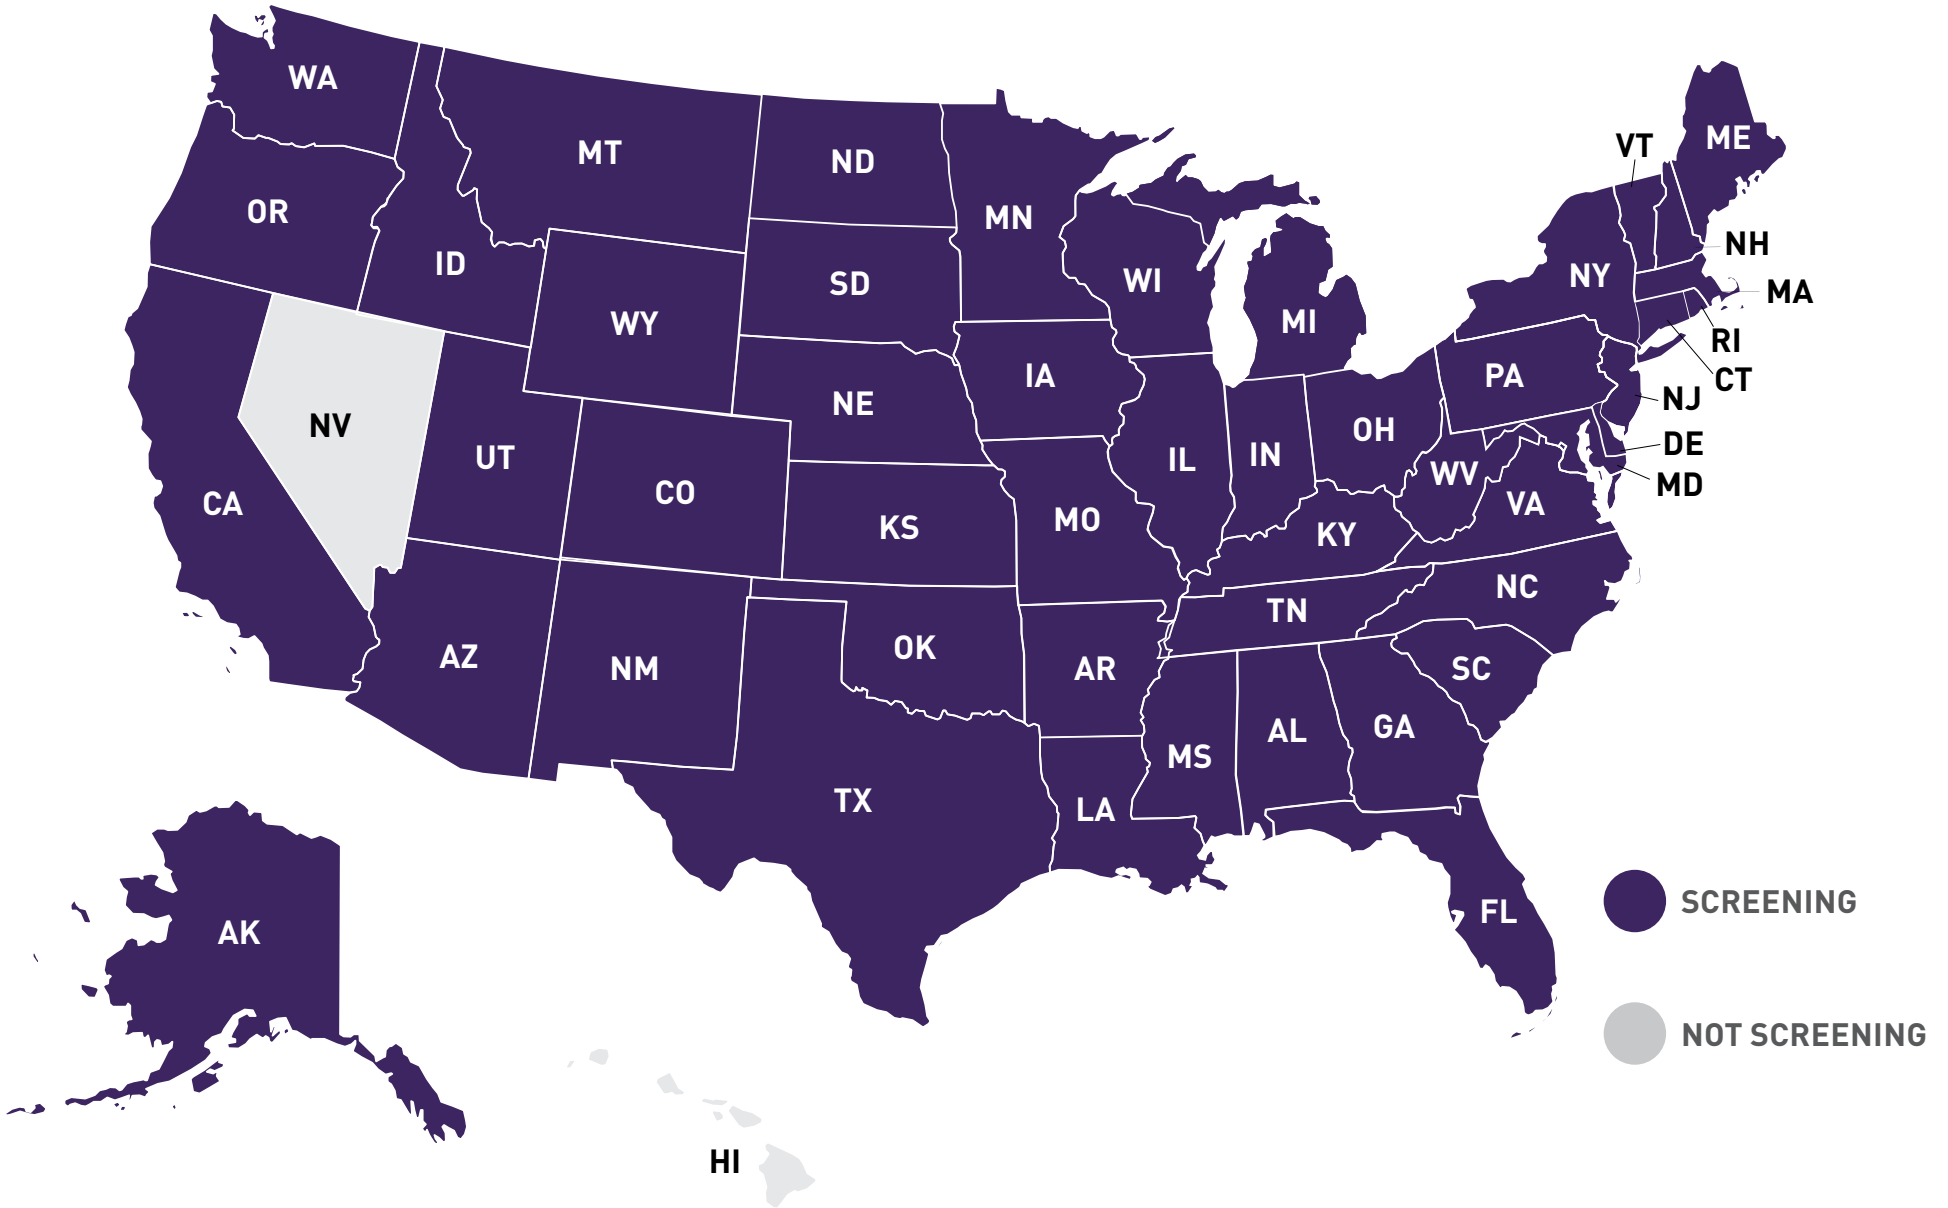 WA
MT
ND
MN
VT
ME
OR
ID
SD
WI
NY
NH
MA
WY
MI
RI
IA
PA
CT
NE
NJ
NV
UT
OH
DE
IL
IN
WV
MD
CO
CA
KS
MO
KY
VA
NC
TN
AZ
NM
OK
AR
SC
TX
MS
AL
GA
LA
AK
FL
SCREENING
NOT SCREENING
HI